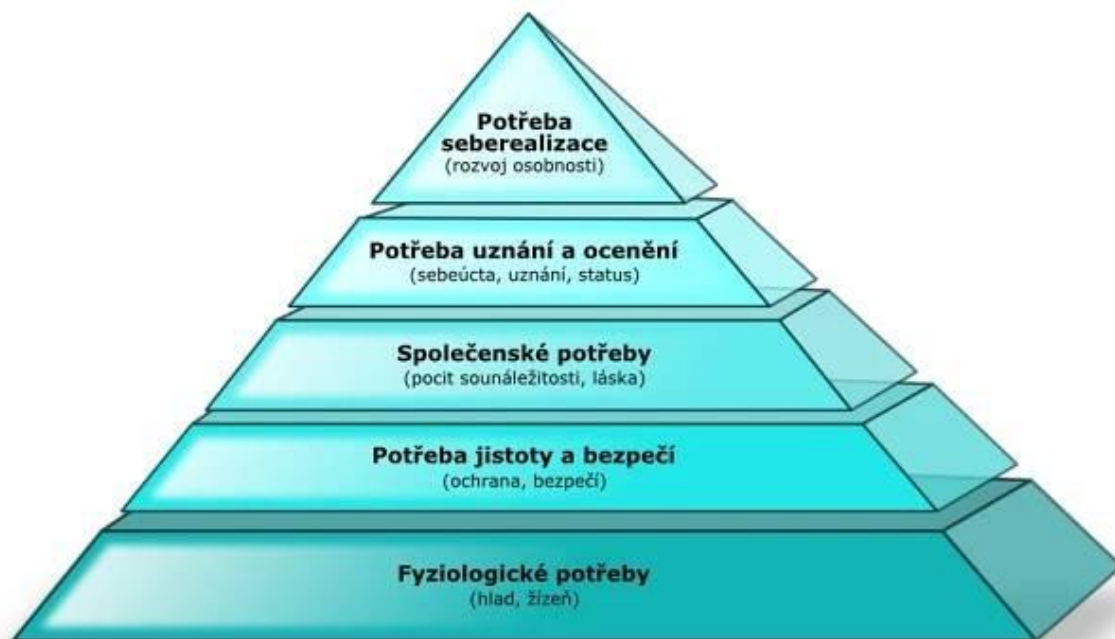 Potřeba
seberealizace
(rozvoj osobnosti)
Potřeba uznání a ocenění
(sebeúcta, uznání, status)
Společenské potřeby
(pocit sounáležitosti, láska)
Potřeba jistoty a bezpečí
(ochrana, bezpečí)
Fyziologické potřeby
(hlad, žízeň)